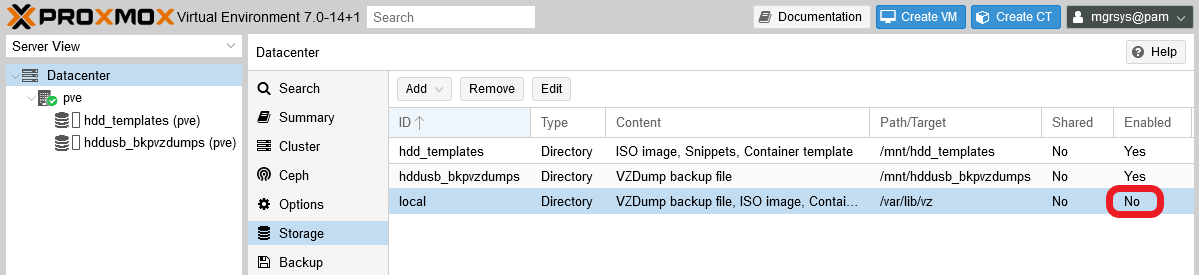 PROXMOX Virtual Environment 7.0-14+1 Search Documentation Create VM Create CT mgrsys@pam
Server View
Datacenter
pve
hdd_templates (pve)
hddusb_bkpvzdumps (pve)
Datacenter Help
Search
Summary
Cluster
Ceph
Options
Storage
Backup
Add Remove Edit
ID Type Content Path/Target Shared Enabled
hdd_templates Directory ISO image, Snippets, Container template /mnt/hdd_templates No Yes
hddusb_bkpvzdumps Directory VZDump backup file /mnt/hddusb_bkpvzdumps No Yes
local Directory VZDump backup file, ISO image, Contai... /var/lib/vz No No